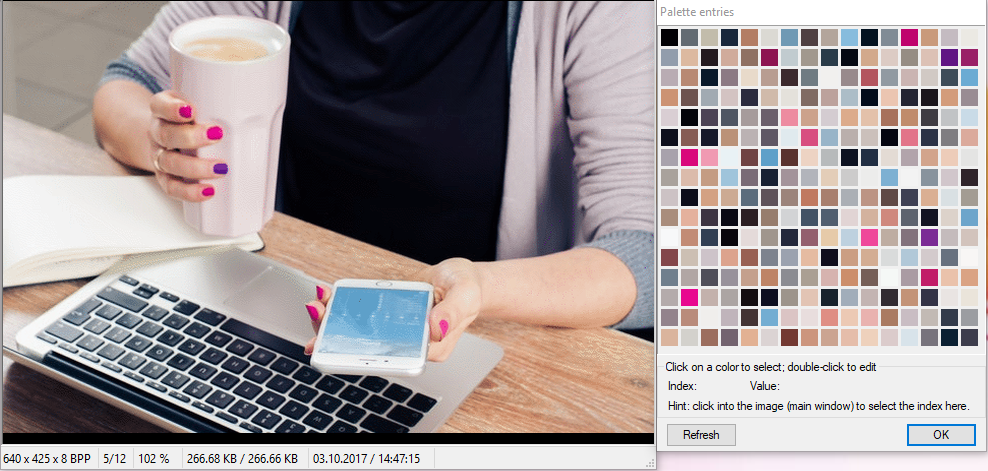 Palette entries
Click on a color to select; double-click to edit
Index: Value:
Hint: click into the image (main window) to select the index here.
Refresh OK
640 x 425 x 8 BPP 5/12 102 % 266.68 KB / 266.66 KB 03.10.2017 / 14:47:15